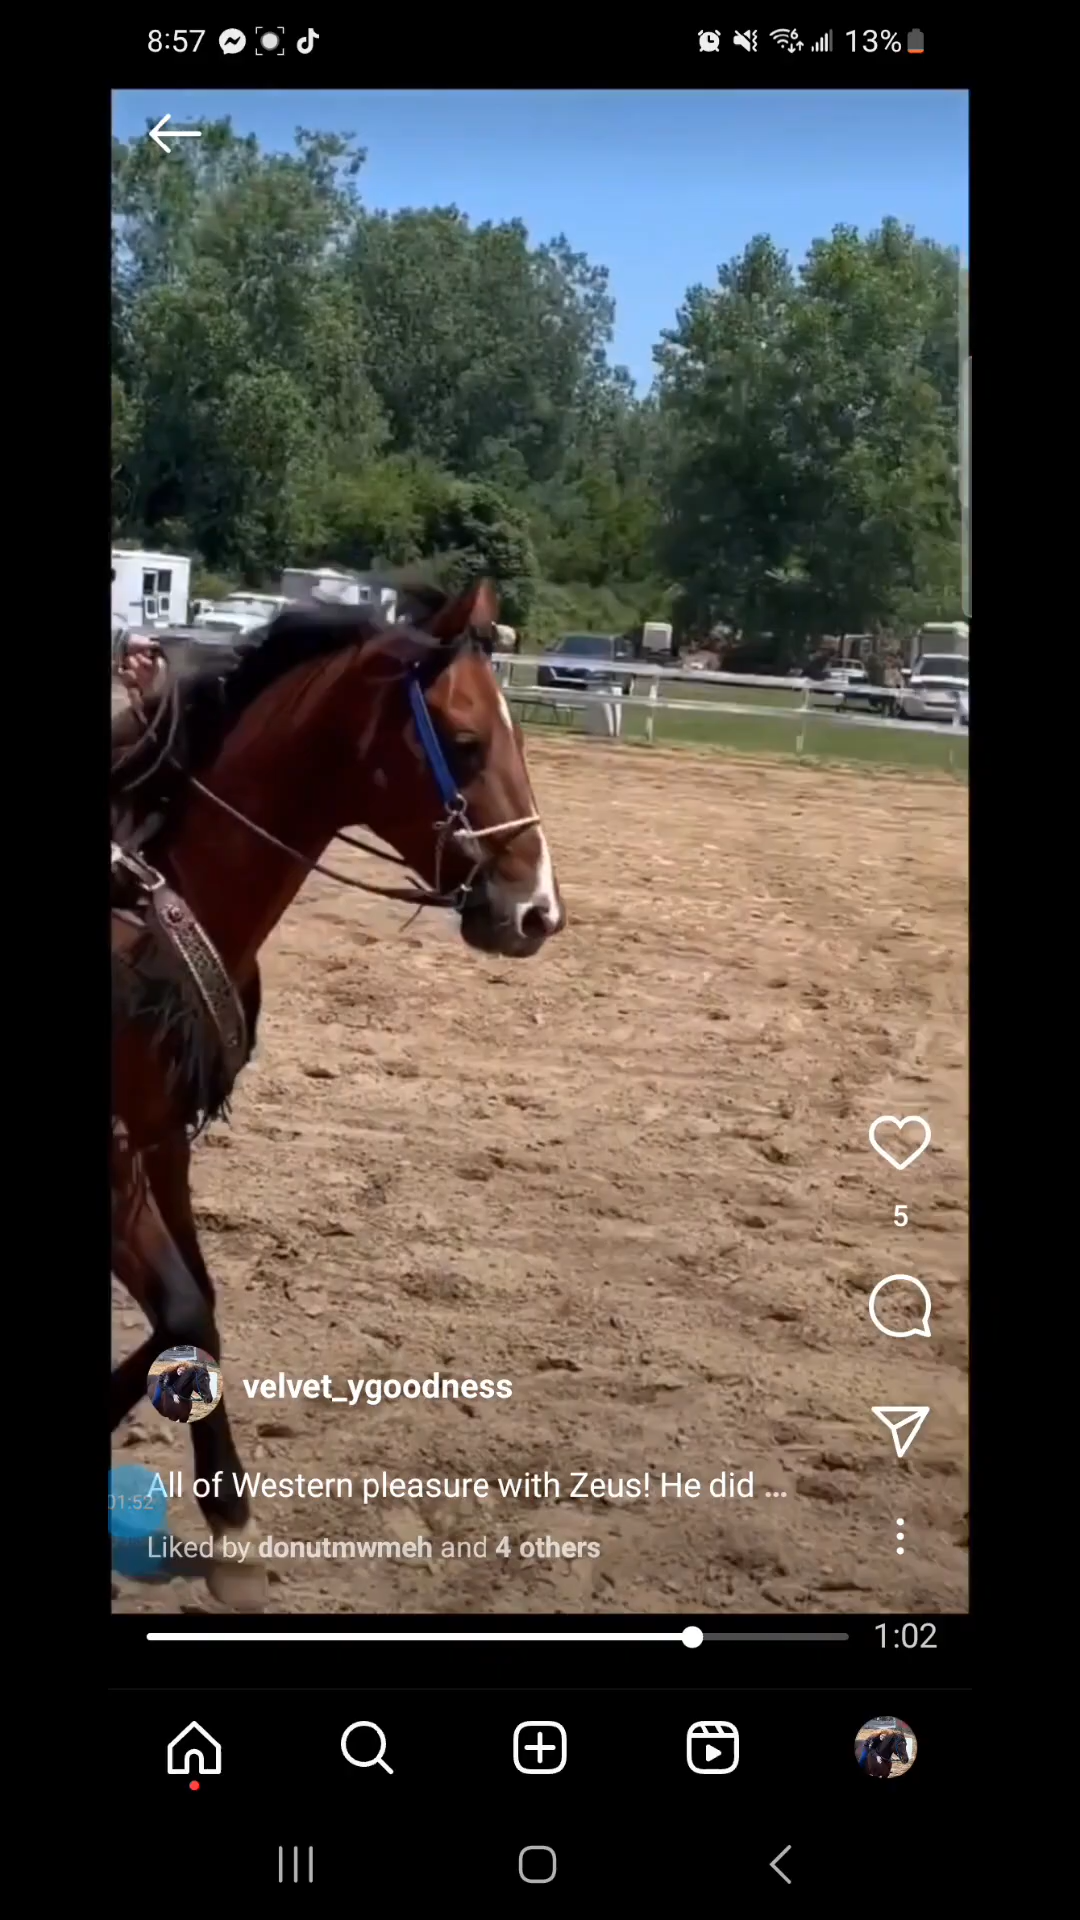 8:57
13%
velvet_ygoodness
All of Western pleasure with Zeus! He did ...
Liked by donutmwmeh and 4 others
01:52
5
1:02